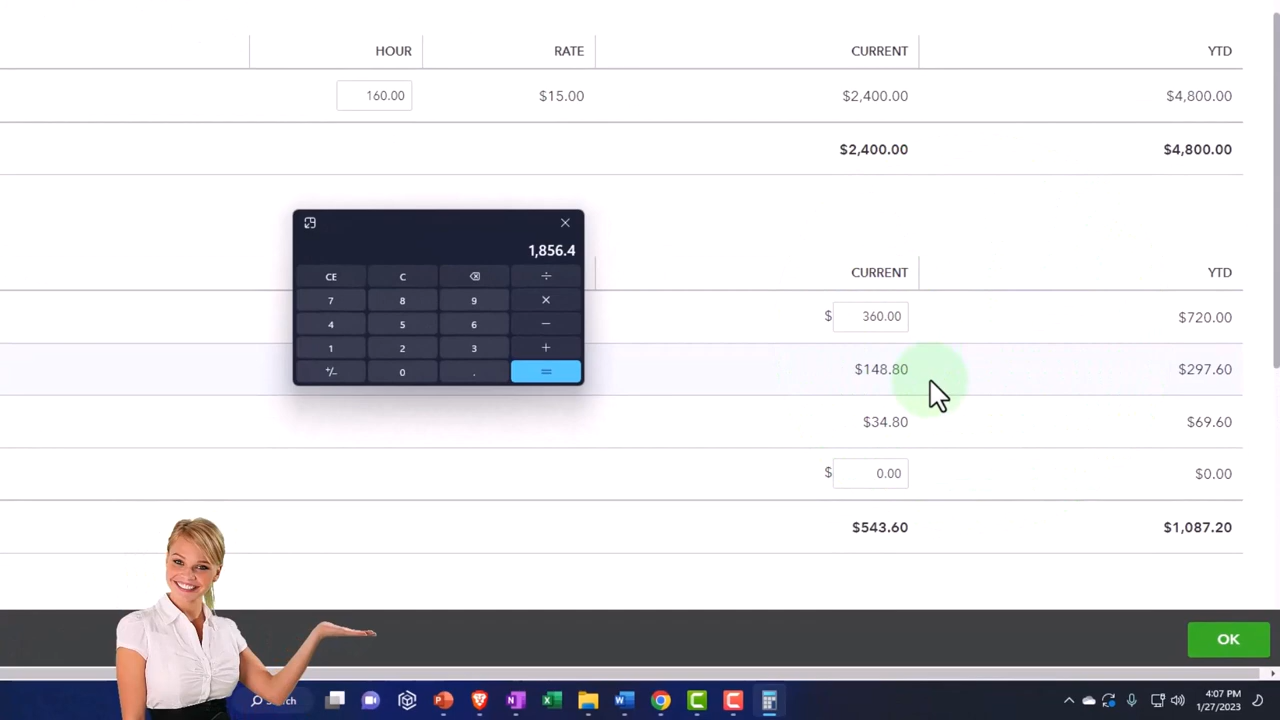 HOUR RATE CURRENT YTD
160.00 $15.00 $2,400.00 $4,800.00
$2,400.00 $4,800.00
1,856.4
CE C ⌫ ÷
7 8 9 ×
4 5 6 −
1 2 3 +
+/− 0 . =
CURRENT YTD
$ 360.00 $720.00
$148.80 $297.60
$34.80 $69.60
$ 0.00 $0.00
$543.60 $1,087.20
OK
Search
4:07 PM
1/27/2023